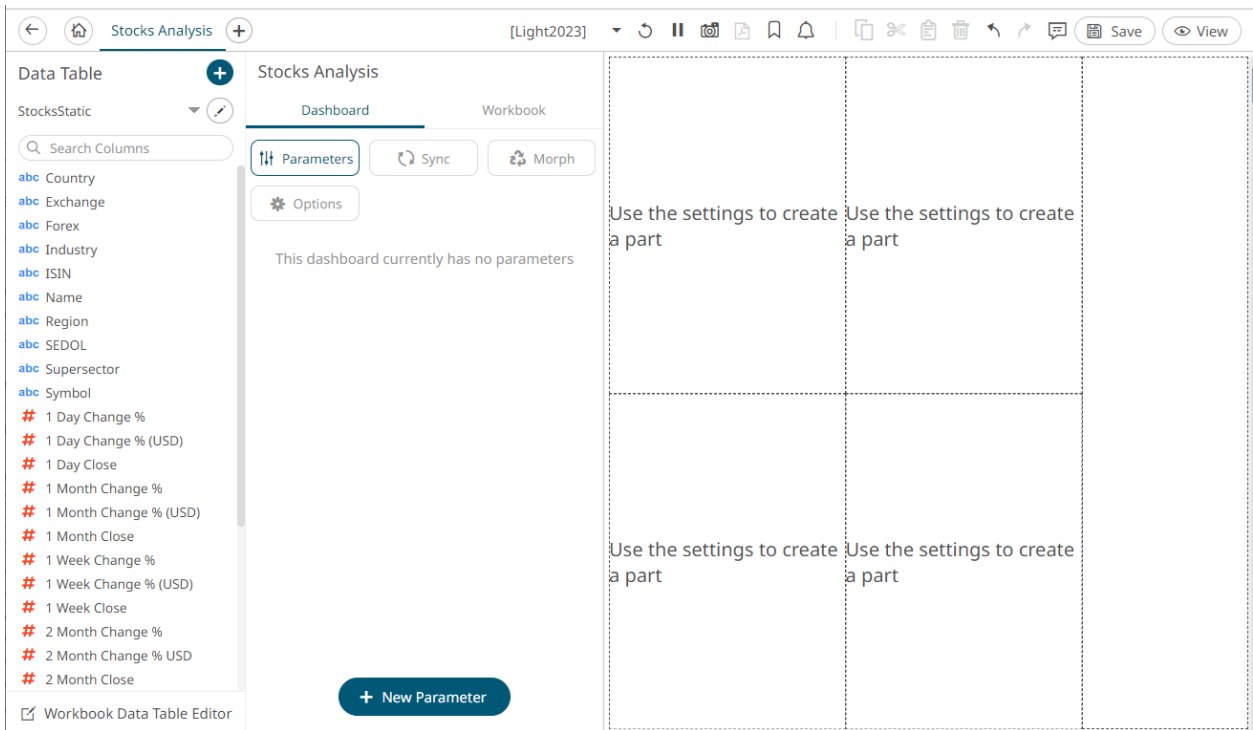 Stocks Analysis
[Light2023]
Save
View
Data Table
StocksStatic
Search Columns
abc Country
abc Exchange
abc Forex
abc Industry
abc ISIN
abc Name
abc Region
abc SEDOL
abc Supersector
abc Symbol
# 1 Day Change %
# 1 Day Change % (USD)
# 1 Day Close
# 1 Month Change %
# 1 Month Change % (USD)
# 1 Month Close
# 1 Week Change %
# 1 Week Change % (USD)
# 1 Week Close
# 2 Month Change %
# 2 Month Change % USD
# 2 Month Close
Workbook Data Table Editor
Stocks Analysis
Dashboard
Workbook
Parameters
Sync
Morph
Options
This dashboard currently has no parameters
+ New Parameter
Use the settings to create
a part
Use the settings to create
a part
Use the settings to create
a part
Use the settings to create
a part